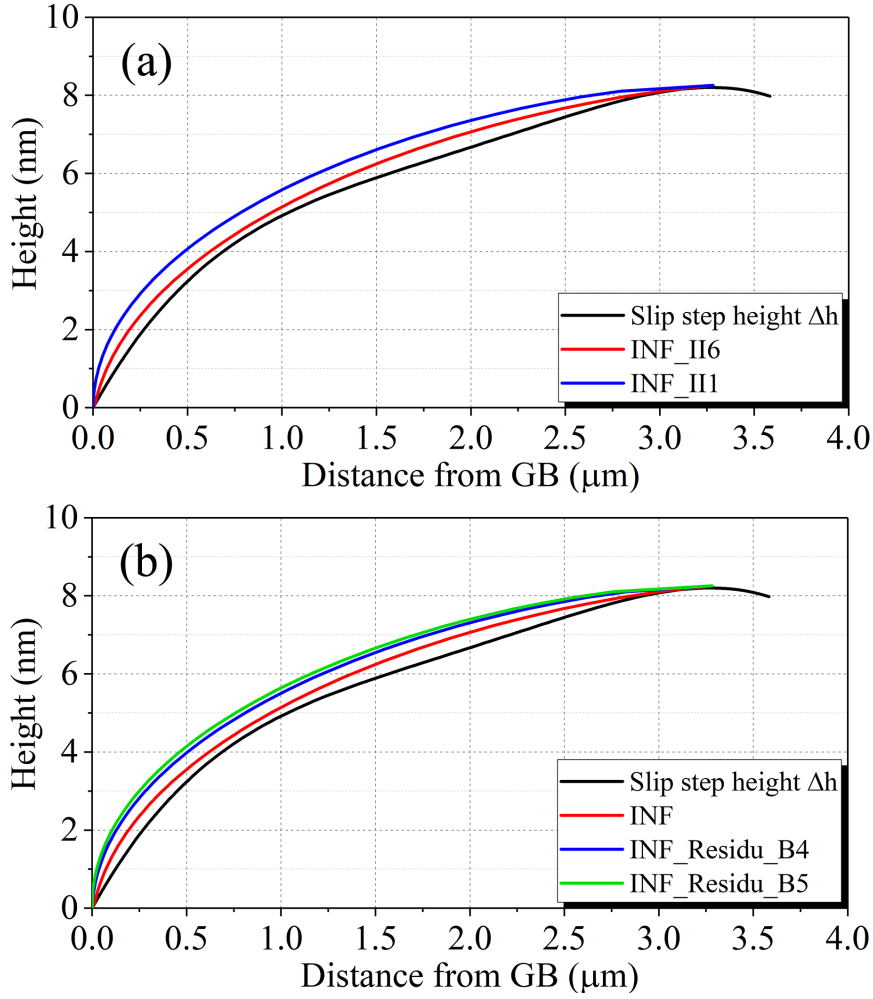 (a)
Height (nm)
10
8
6
4
2
0
Slip step height Δh
INF_II6
INF_II1
0.0 0.5 1.0 1.5 2.0 2.5 3.0 3.5 4.0
Distance from GB (μm)
(b)
Height (nm)
10
8
6
4
2
0
Slip step height Δh
INF
INF_Residu_B4
INF_Residu_B5
0.0 0.5 1.0 1.5 2.0 2.5 3.0 3.5 4.0
Distance from GB (μm)